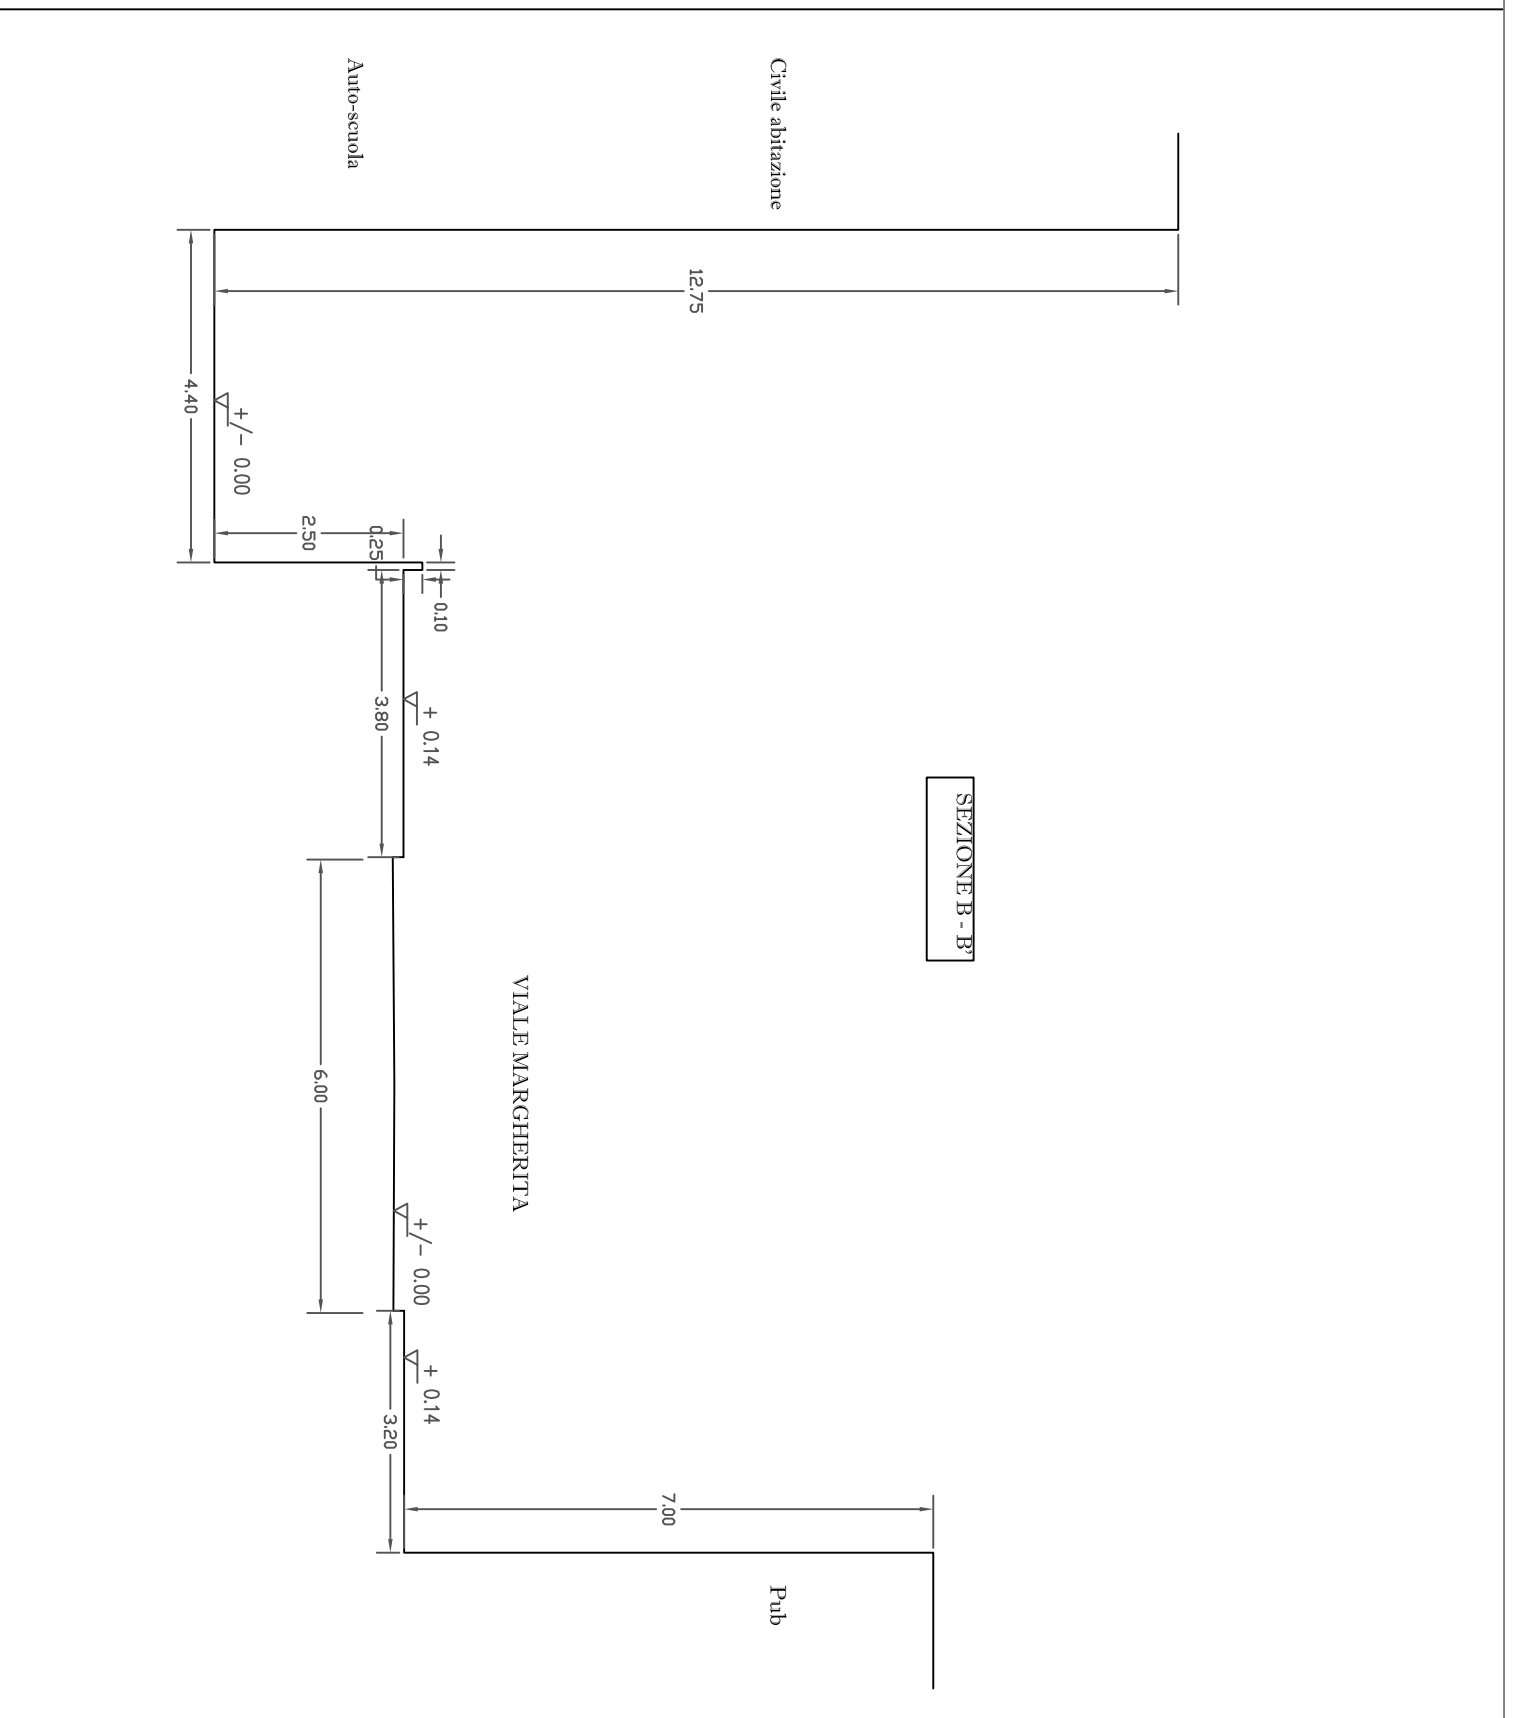 SEZIONE B - B'
Civile abitazione
12.75
Pub
7.00
VIALE MARGHERITA
0.10
+ 0.14
+/- 0.00
+ 0.14
0.25
3.80
3.20
Auto-scuola
2.50
6.00
+/- 0.00
4.40